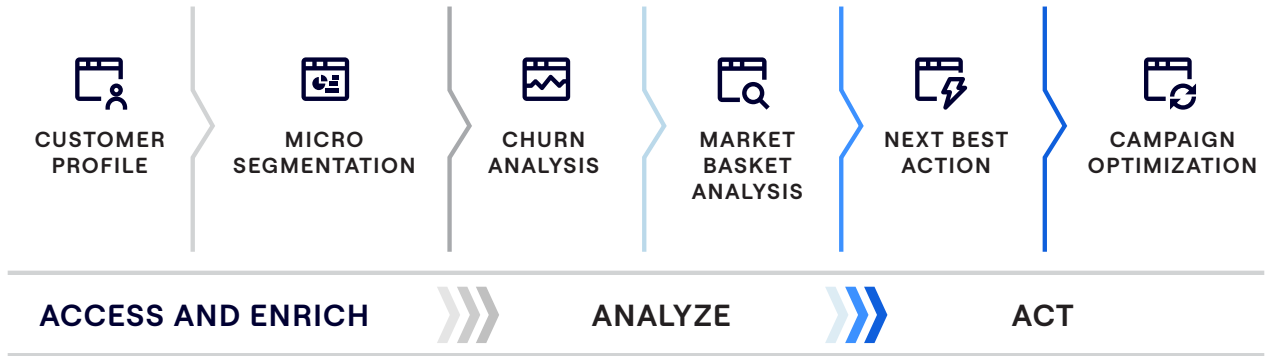 CUSTOMER
PROFILE
MICRO
SEGMENTATION
CHURN
ANALYSIS
MARKET
BASKET
ANALYSIS
NEXT BEST
ACTION
CAMPAIGN
OPTIMIZATION
ACCESS AND ENRICH
ANALYZE
ACT